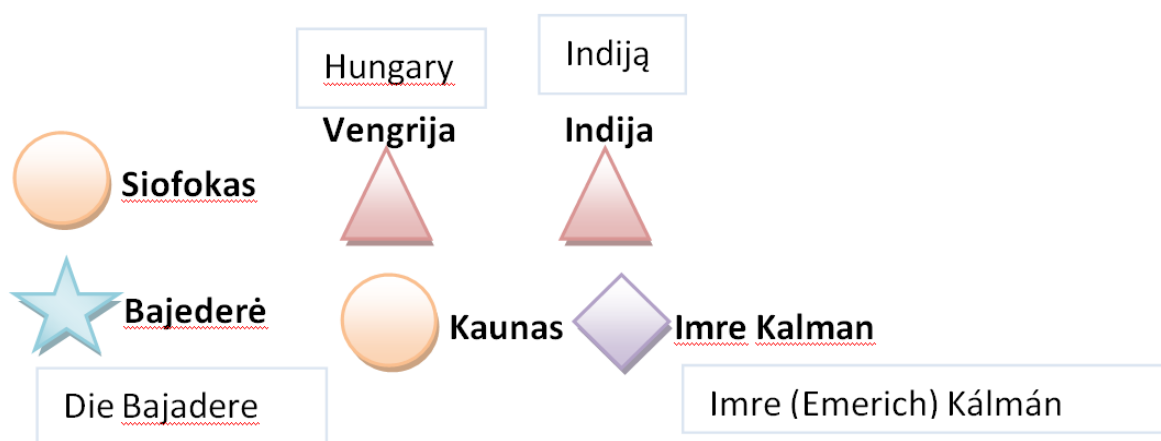 Hungary
Indiją
Vengrija
Indija
Siofokas
Bajederė
Kaunas
Imre Kalman
Die Bajadere
Imre (Emerich) Kálmán